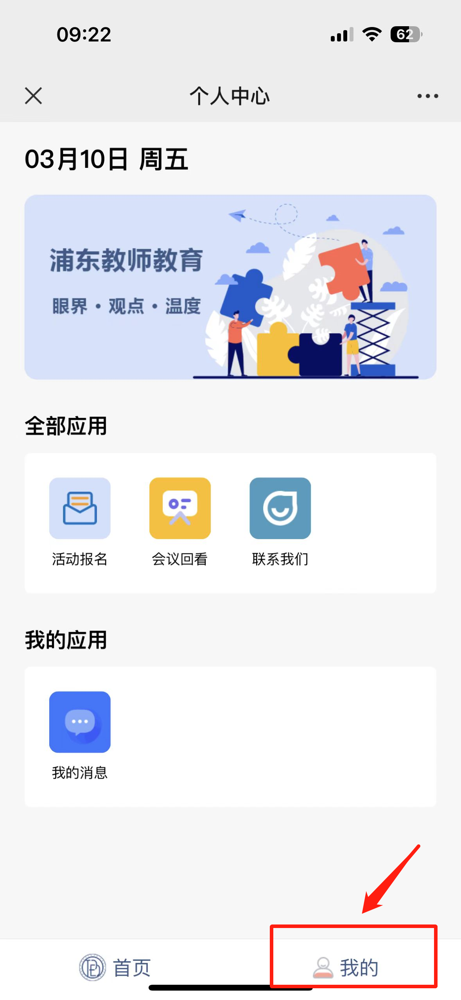 09:22
62
个人中心
03月10日 周五
浦东教师教育
眼界·观点·温度
全部应用
活动报名
会议回看
联系我们
我的应用
我的消息
首页
我的